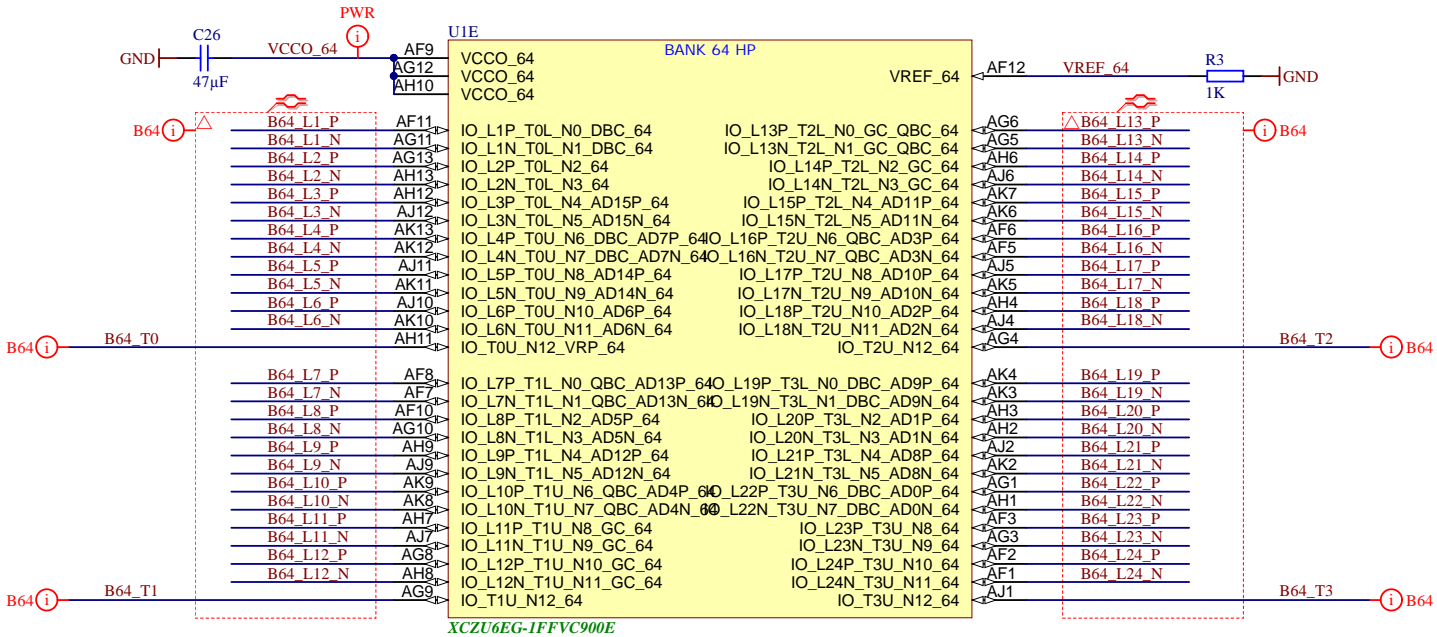 PWR
C26
U1E
BANK 64 HP
GND
VCCO_64
47µF
AF9 VCCO_64
AG12 VCCO_64
AH10 VCCO_64
VREF_64 AF12 VREF_64
R3
1K
GND
B64 i
i B64
B64_L1_P AF11 IO_L1P_T0L_N0_DBC_64 IO_L13P_T2L_N0_GC_QBC_64 AG6 B64_L13_P
B64_L1_N AG11 IO_L1N_T0L_N1_DBC_64 IO_L13N_T2L_N1_GC_QBC_64 AG5 B64_L13_N
B64_L2_P AG13 IO_L2P_T0L_N2_64 IO_L14P_T2L_N2_GC_64 AH6 B64_L14_P
B64_L2_N AH13 IO_L2N_T0L_N3_64 IO_L14N_T2L_N3_GC_64 AJ6 B64_L14_N
B64_L3_P AH12 IO_L3P_T0L_N4_AD15P_64 IO_L15P_T2L_N4_AD11P_64 AK7 B64_L15_P
B64_L3_N AJ12 IO_L3N_T0L_N5_AD15N_64 IO_L15N_T2L_N5_AD11N_64 AK6 B64_L15_N
B64_L4_P AK13 IO_L4P_T0U_N6_DBC_AD7P_64 IO_L16P_T2U_N6_QBC_AD3P_64 AF6 B64_L16_P
B64_L4_N AK12 IO_L4N_T0U_N7_DBC_AD7N_64 IO_L16N_T2U_N7_QBC_AD3N_64 AF5 B64_L16_N
B64_L5_P AJ11 IO_L5P_T0U_N8_AD14P_64 IO_L17P_T2U_N8_AD10P_64 AJ5 B64_L17_P
B64_L5_N AK11 IO_L5N_T0U_N9_AD14N_64 IO_L17N_T2U_N9_AD10N_64 AK5 B64_L17_N
B64_L6_P AJ10 IO_L6P_T0U_N10_AD6P_64 IO_L18P_T2U_N10_AD2P_64 AH4 B64_L18_P
B64_L6_N AK10 IO_L6N_T0U_N11_AD6N_64 IO_L18N_T2U_N11_AD2N_64 AJ4 B64_L18_N
B64 i B64_T0 AH11 IO_T0U_N12_VRP_64 IO_T2U_N12_64 AG4 B64_T2 i B64
B64_L7_P AF8 IO_L7P_T1L_N0_QBC_AD13P_64 IO_L19P_T3L_N0_DBC_AD9P_64 AK4 B64_L19_P
B64_L7_N AF7 IO_L7N_T1L_N1_QBC_AD13N_64 IO_L19N_T3L_N1_DBC_AD9N_64 AK3 B64_L19_N
B64_L8_P AF10 IO_L8P_T1L_N2_AD5P_64 IO_L20P_T3L_N2_AD1P_64 AH3 B64_L20_P
B64_L8_N AG10 IO_L8N_T1L_N3_AD5N_64 IO_L20N_T3L_N3_AD1N_64 AH2 B64_L20_N
B64_L9_P AH9 IO_L9P_T1L_N4_AD12P_64 IO_L21P_T3L_N4_AD8P_64 AJ2 B64_L21_P
B64_L9_N AJ9 IO_L9N_T1L_N5_AD12N_64 IO_L21N_T3L_N5_AD8N_64 AK2 B64_L21_N
B64_L10_P AK9 IO_L10P_T1U_N6_QBC_AD4P_64 IO_L22P_T3U_N6_DBC_AD0P_64 AG1 B64_L22_P
B64_L10_N AK8 IO_L10N_T1U_N7_QBC_AD4N_64 IO_L22N_T3U_N7_DBC_AD0N_64 AH1 B64_L22_N
B64_L11_P AH7 IO_L11P_T1U_N8_GC_64 IO_L23P_T3U_N8_64 AF3 B64_L23_P
B64_L11_N AJ7 IO_L11N_T1U_N9_GC_64 IO_L23N_T3U_N9_64 AG3 B64_L23_N
B64_L12_P AG8 IO_L12P_T1U_N10_GC_64 IO_L24P_T3U_N10_64 AF2 B64_L24_P
B64_L12_N AH8 IO_L12N_T1U_N11_GC_64 IO_L24N_T3U_N11_64 AF1 B64_L24_N
B64 i B64_T1 AG9 IO_T1U_N12_64 IO_T3U_N12_64 AJ1 B64_T3 i B64
XCZU6EG-1FFVC900E